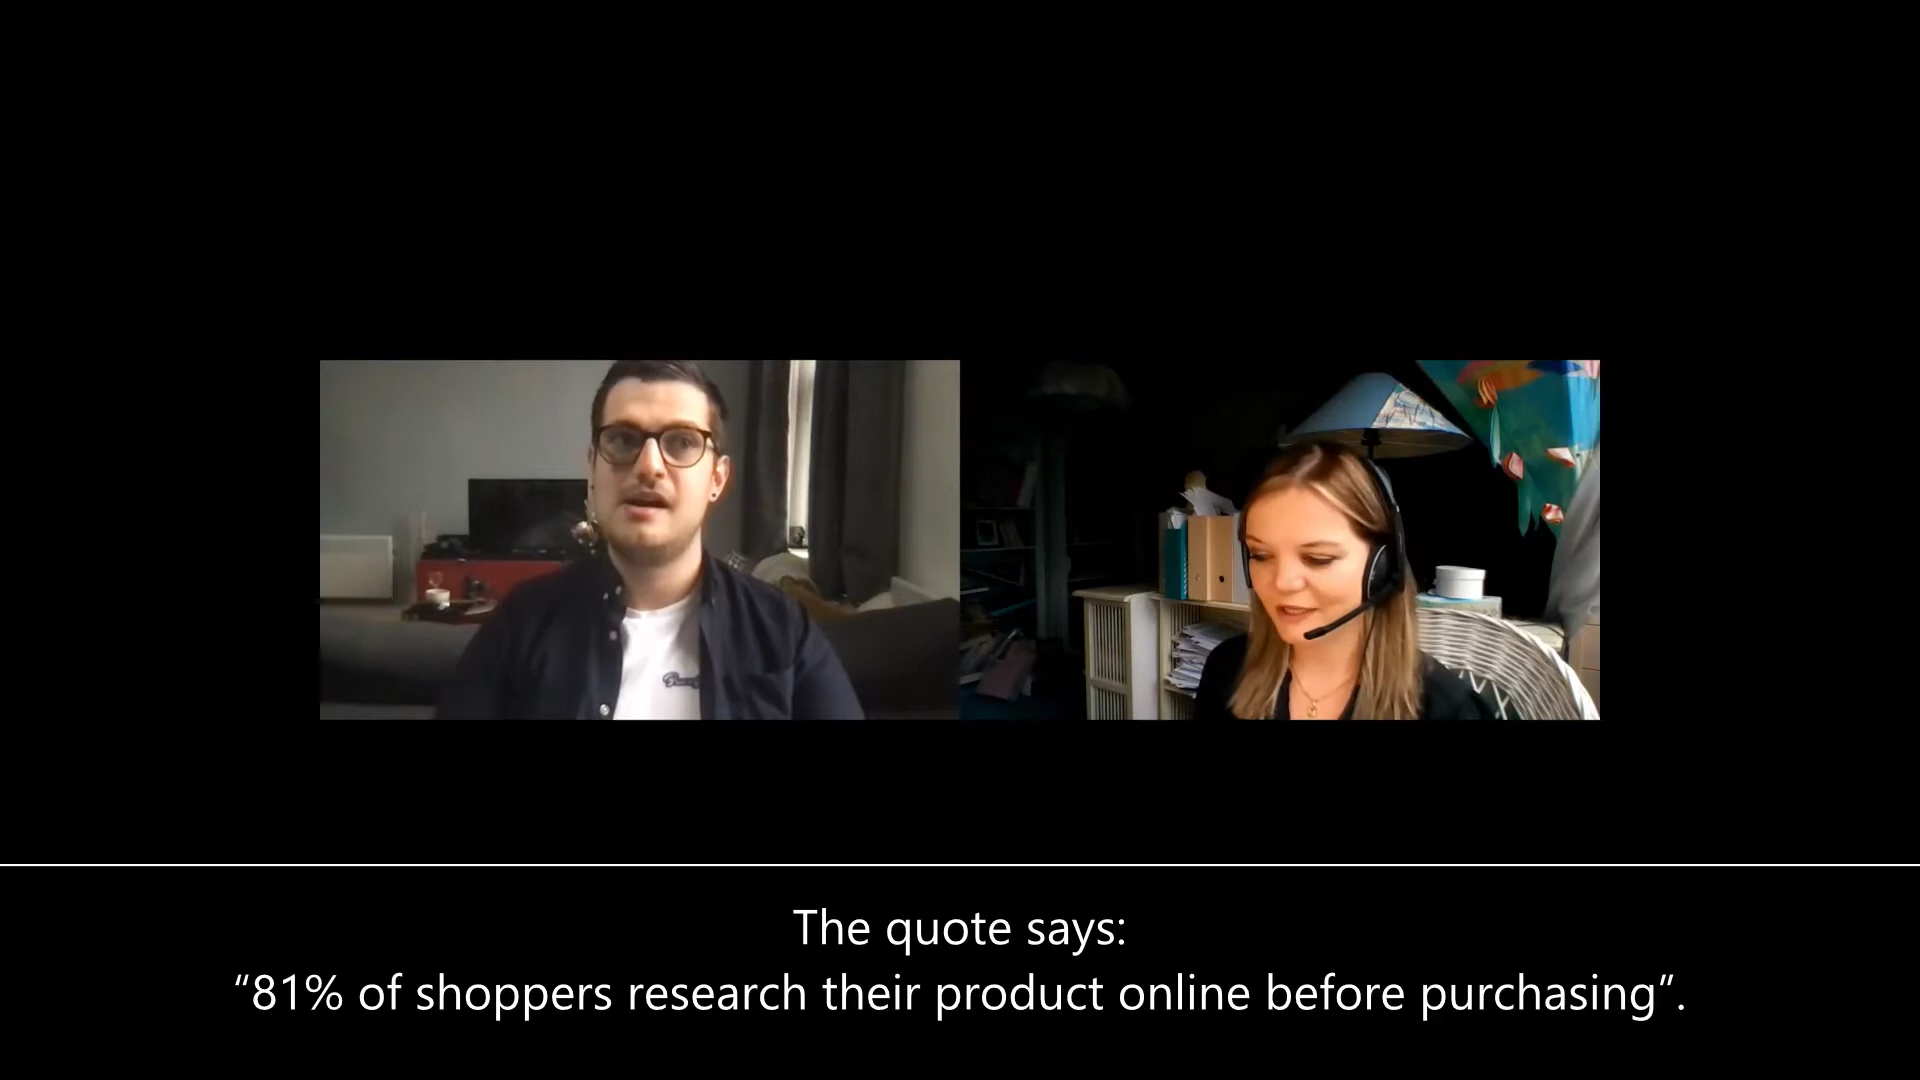 The quote says:
“81% of shoppers research their product online before purchasing”.